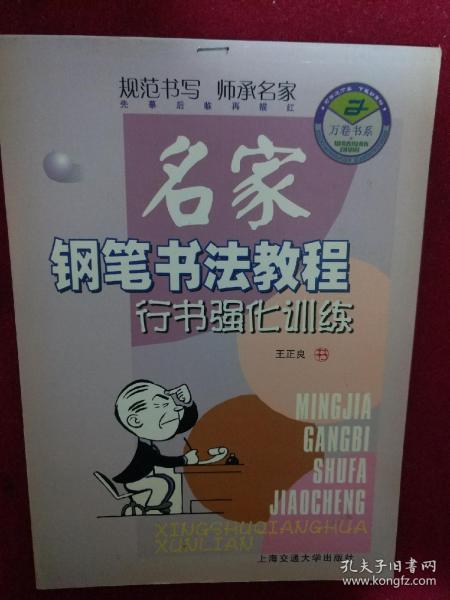 规范书写 师承名家
先摹后临再描红
万卷书系
名家
钢笔书法教程
行书强化训练
王正良 书
MINGJIA
GANGBI
SHUFA
JIAOCHENG
XINGSHUQIANGHUA
XUNLIAN
上海交通大学出版社
孔夫子旧书网
www.kongfz.com